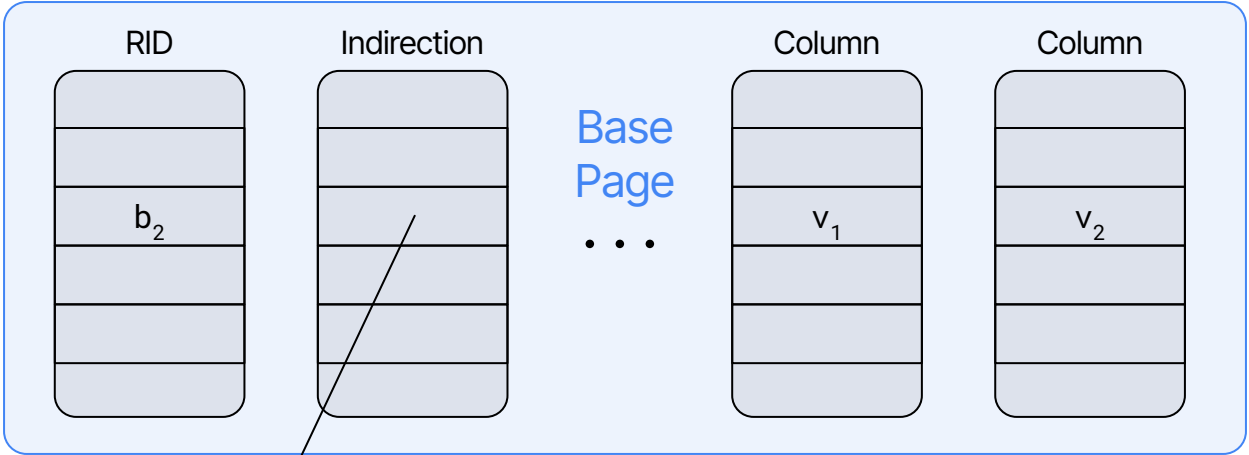 RID Indirection Column Column
Base
Page
...
b₂ v₁ v₂